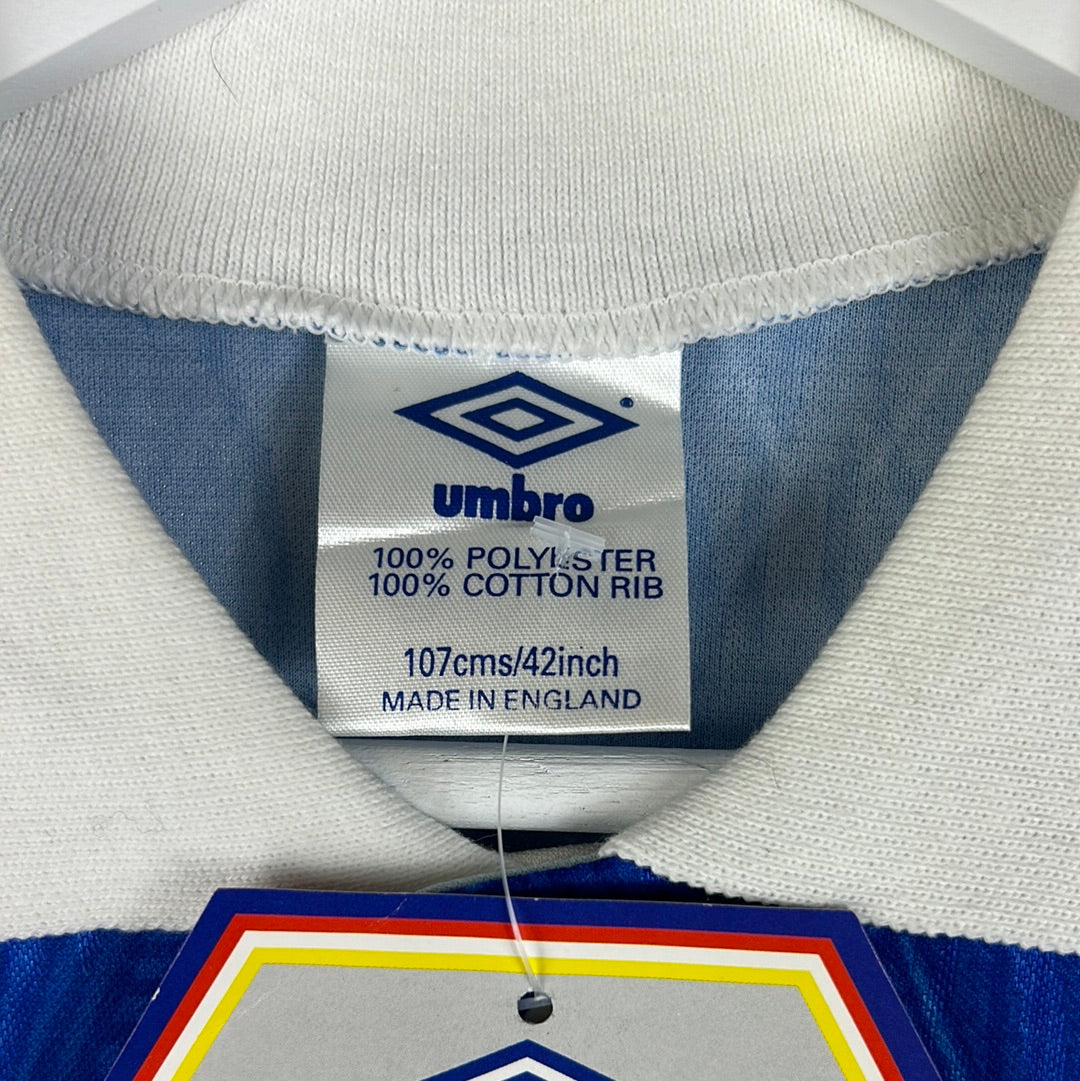 umbro
100% POLYESTER
100% COTTON RIB
107cms/42inch
MADE IN ENGLAND